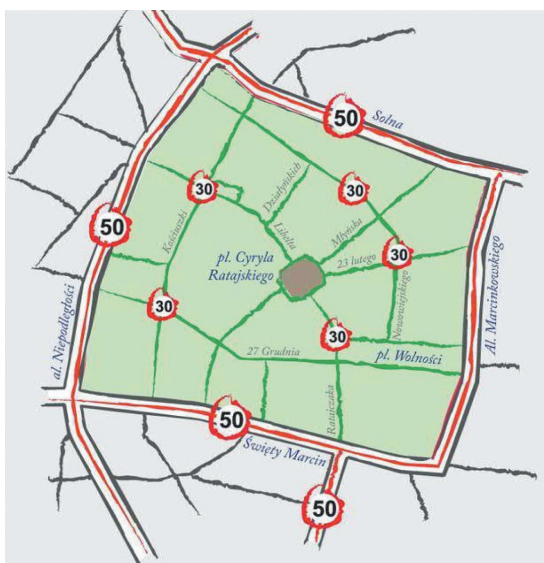 50
Solna
30
30
Działyńskich
Libelta
Młyńska
Kościuszki
50
pl. Cyryla
Ratajskiego
23 lutego
30
Nowowiejskiego
Al. Marcinkowskiego
al. Niepodległości
30
30
27 Grudnia
pl. Wolności
Ratajczaka
50
Święty Marcin
50